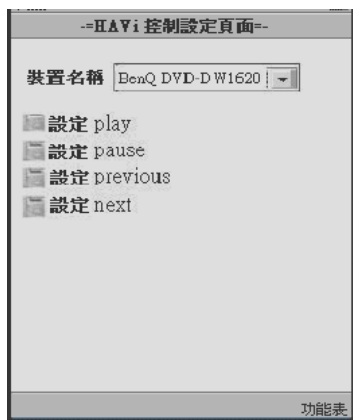 -=HAVi 控制設定頁面=-
裝置名稱 BenQ DVD-DW1620
設定 play
設定 pause
設定 previous
設定 next
功能表